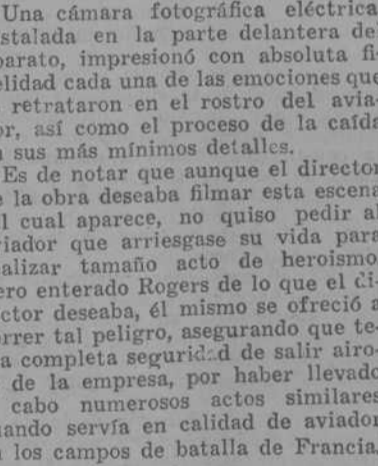 Una cámara fotográfica eléctrica
stalada en la parte delantera del
parato, impresionó con absoluta fi-
elidad cada una de las emociones que
retrataron en el rostro del avia-
or, así como el proceso de la caída
n sus más mínimos detalles.
Es de notar que aunque el director
e la obra deseaba filmar esta escena
l cual aparece, no quiso pedir al
viador que arriesgase su vida para
alizar tamaño acto de heroismo
ero enterado Rogers de lo que el di-
ctor deseaba, él mismo se ofreció a
orrer tal peligro, asegurando que te-
a completa seguridad de salir airo-
de la empresa, por haber llevado
cabo numerosos actos similares
uando servía en calidad de aviador
n los campos de batalla de Francia.